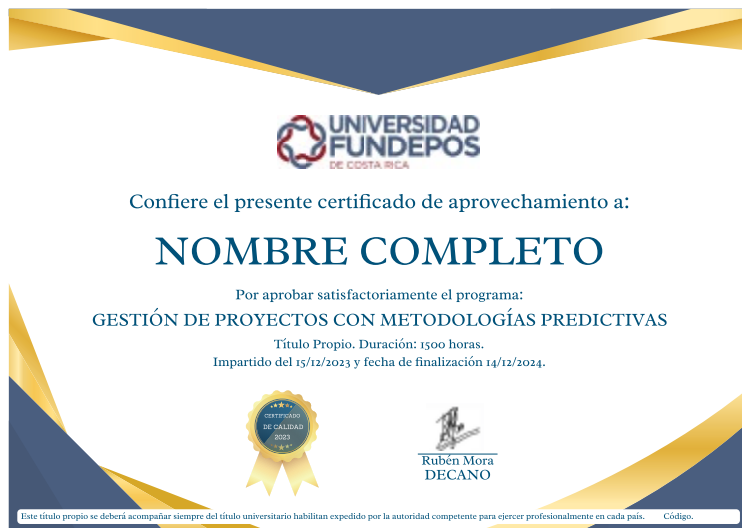 UNIVERSIDAD
FUNDEPOS
DE COSTA RICA
Confiere el presente certificado de aprovechamiento a:
NOMBRE COMPLETO
Por aprobar satisfactoriamente el programa:
GESTIÓN DE PROYECTOS CON METODOLOGÍAS PREDICTIVAS
Título Propio. Duración: 1500 horas.
Impartido del 15/12/2023 y fecha de finalización 14/12/2024.
CERTIFICADO
DE CALIDAD
2023
Rubén Mora
DECANO
Este título propio se deberá acompañar siempre del título universitario habilitan expedido por la autoridad competente para ejercer profesionalmente en cada país. Código.